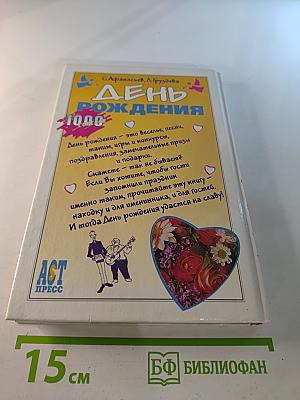 С. Афанасьев, Л. Груздева
ДЕНЬ
РОЖДЕНИЯ
1000
День рождения – это веселье, песни,
танцы, игры и конкурсы,
поздравления, замечательные призы
и подарки.
Скажете – так не бывает?
Если Вы хотите, чтобы гости
запомнили праздник
именно таким, прочитайте эту книгу –
находку и для именинника, и для гостей.
И тогда День рождения удастся на славу!
АСТ
ПРЕСС
15 см
БФ БИБЛИОФАН